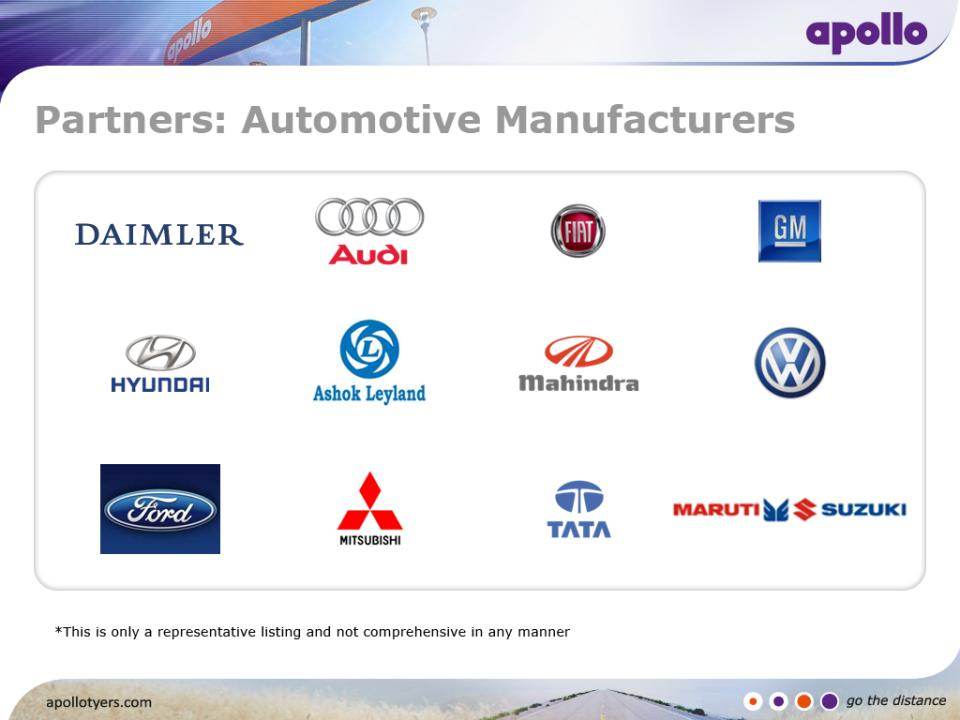 apollo
apollo
Partners: Automotive Manufacturers
DAIMLER
Audi
FIAT
GM
HYUNDAI
L
Ashok Leyland
Mahindra
VW
Ford
MITSUBISHI
TATA
MARUTI SUZUKI
*This is only a representative listing and not comprehensive in any manner
apollotyers.com
go the distance